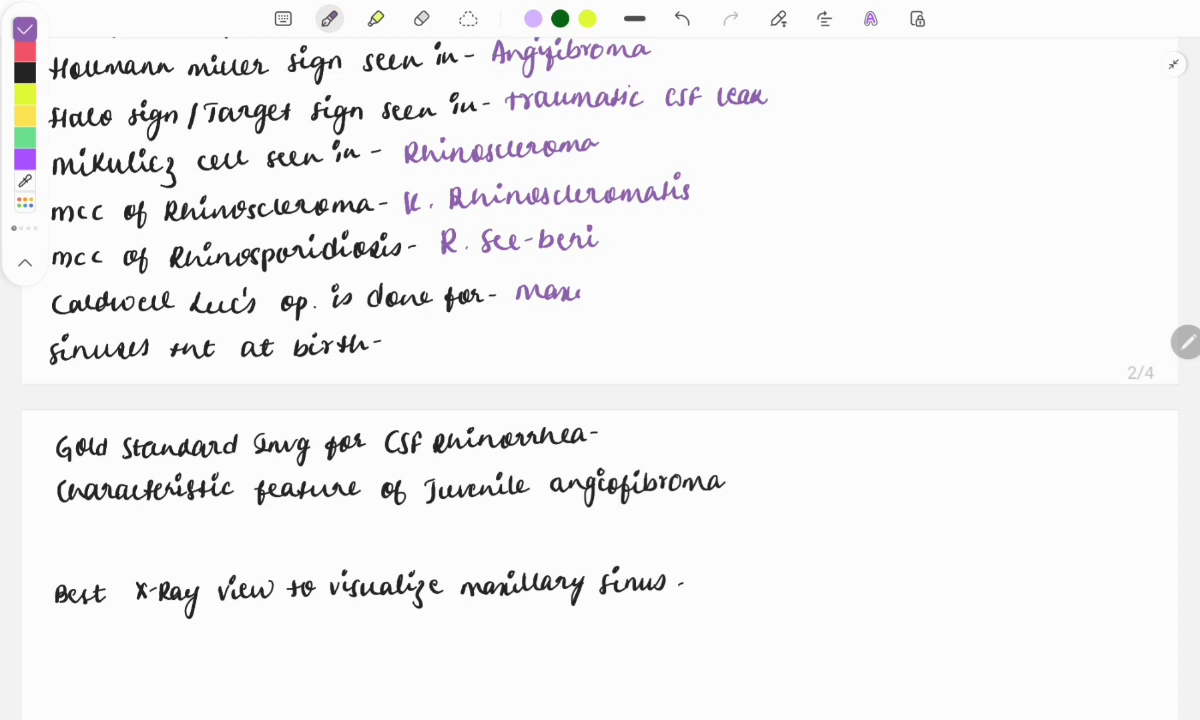 Hollmann miller sign seen in- Angifibroma
Halo sign / Target sign seen in- traumatic CSF leak
Mikulicz cell seen in - Rhinoscleroma
mcc of Rhinoscleroma- K. Rhinoscleromatis
mcc of Rhinosporidiosis- R. See-beri
Caldwell Luc's op. is done for- maxi
sinuses at birth-
2/4
Gold Standard Invg for CSF Rhinorrhea-
Characteristic feature of Juvenile angiofibroma
Best X-Ray view to visualize maxillary sinus -